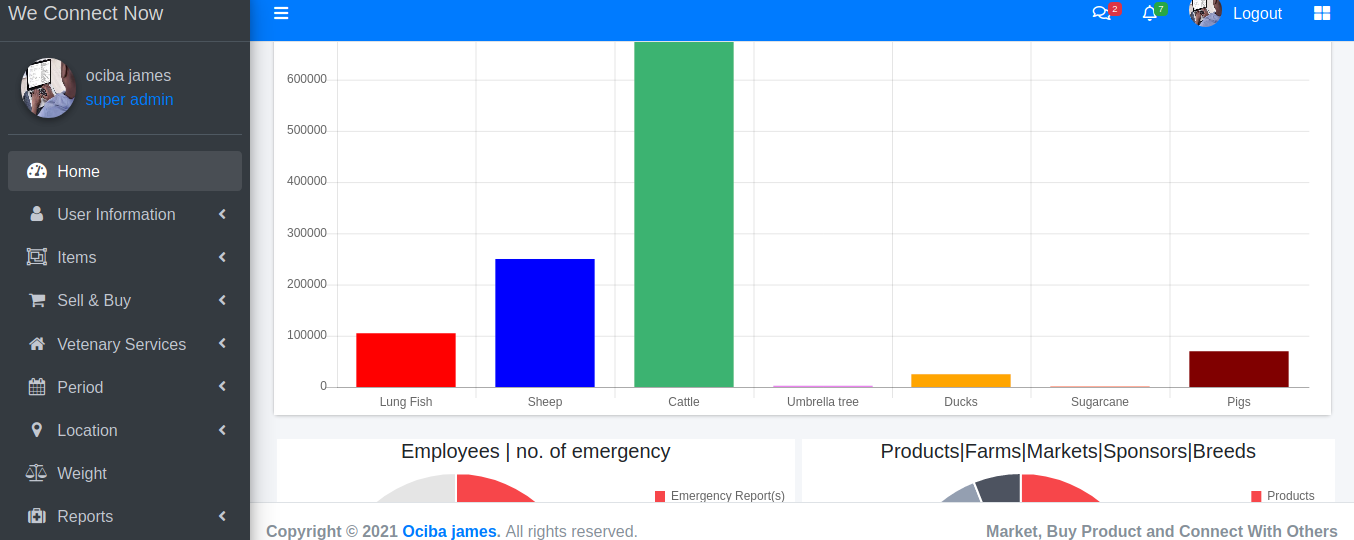 We Connect Now
2
7
Logout
ociba james
super admin
Home
User Information
Items
Sell & Buy
Vetenary Services
Period
Location
Weight
Reports
600000
500000
400000
300000
200000
100000
0
Lung Fish Sheep Cattle Umbrella tree Ducks Sugarcane Pigs
Employees | no. of emergency
Emergency Report(s)
Products|Farms|Markets|Sponsors|Breeds
Products
Copyright © 2021 Ociba james. All rights reserved.
Market, Buy Product and Connect With Others